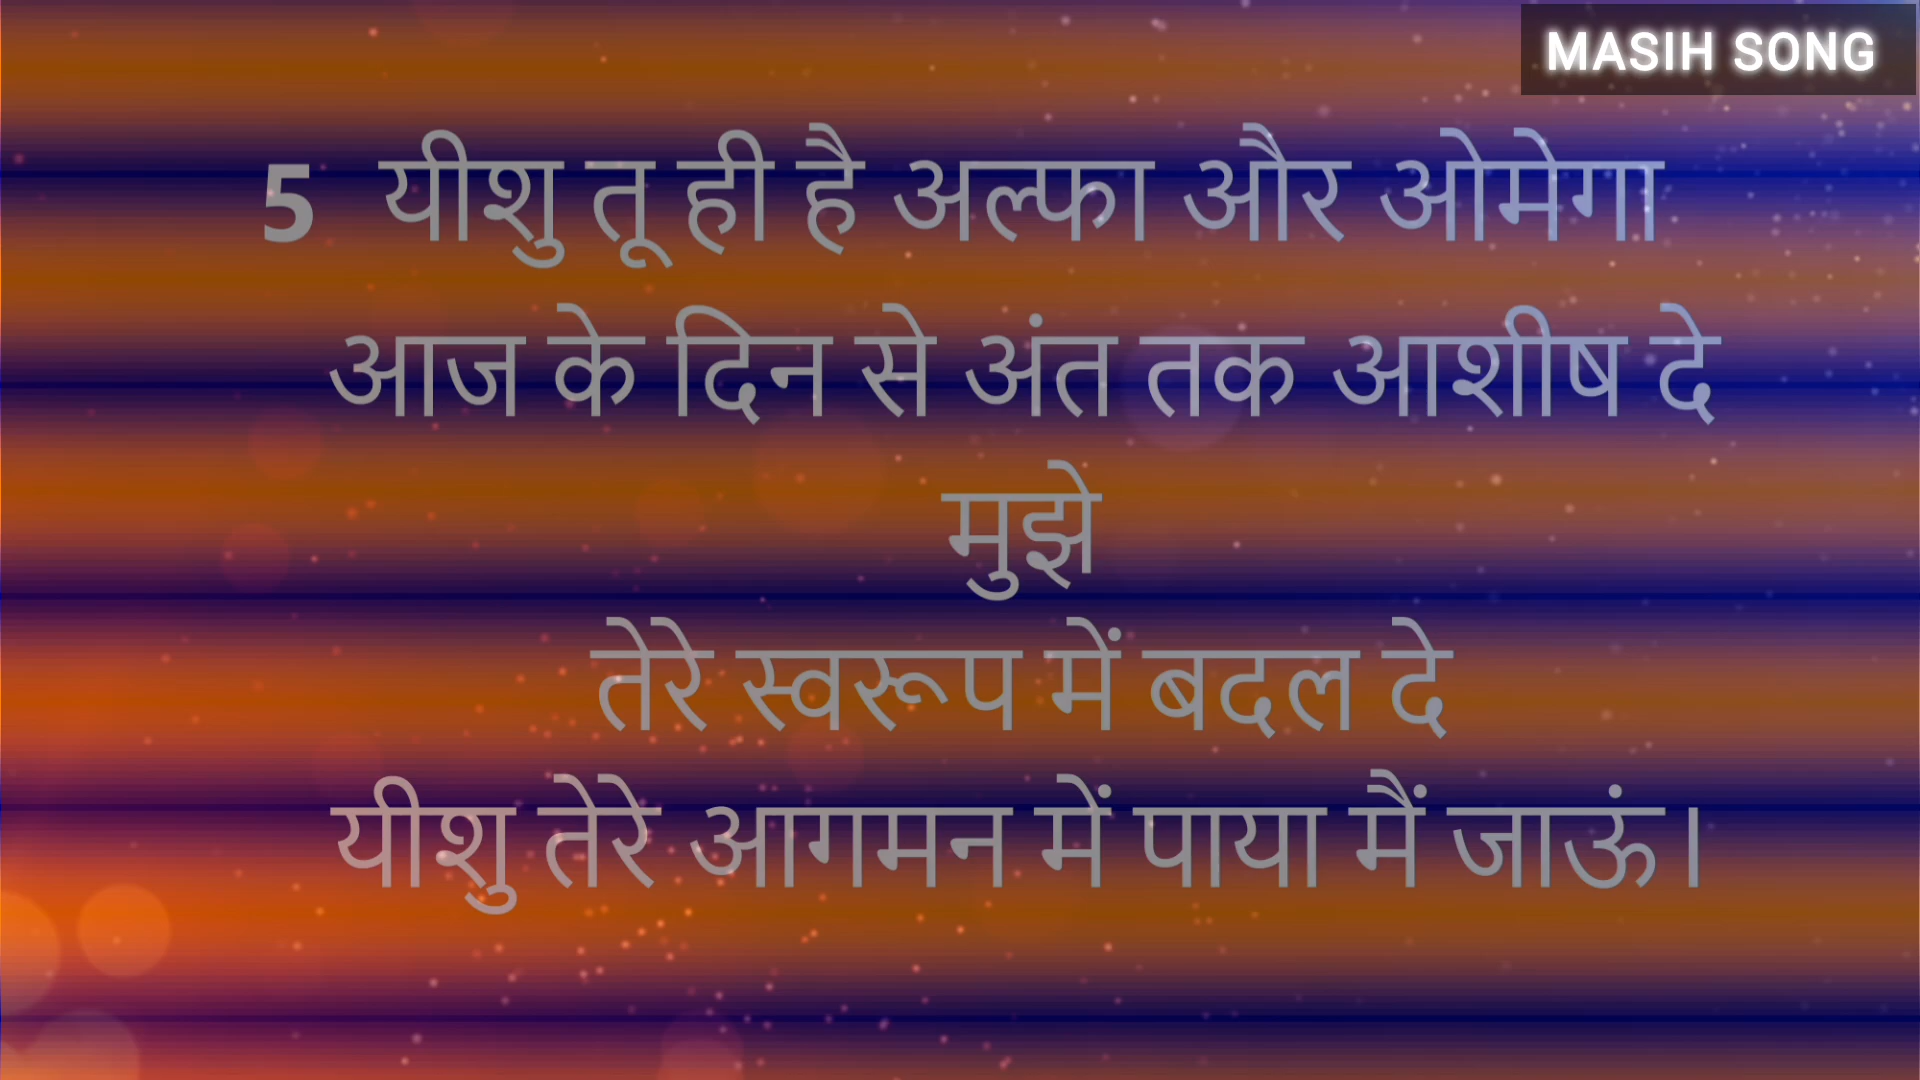 MASIH SONG
5 यीशु तू ही है अल्फा और ओमेगा
आज के दिन से अंत तक आशीष दे
मुझे
तेरे स्वरूप में बदल दे
यीशु तेरे आगमन में पाया मैं जाऊं।